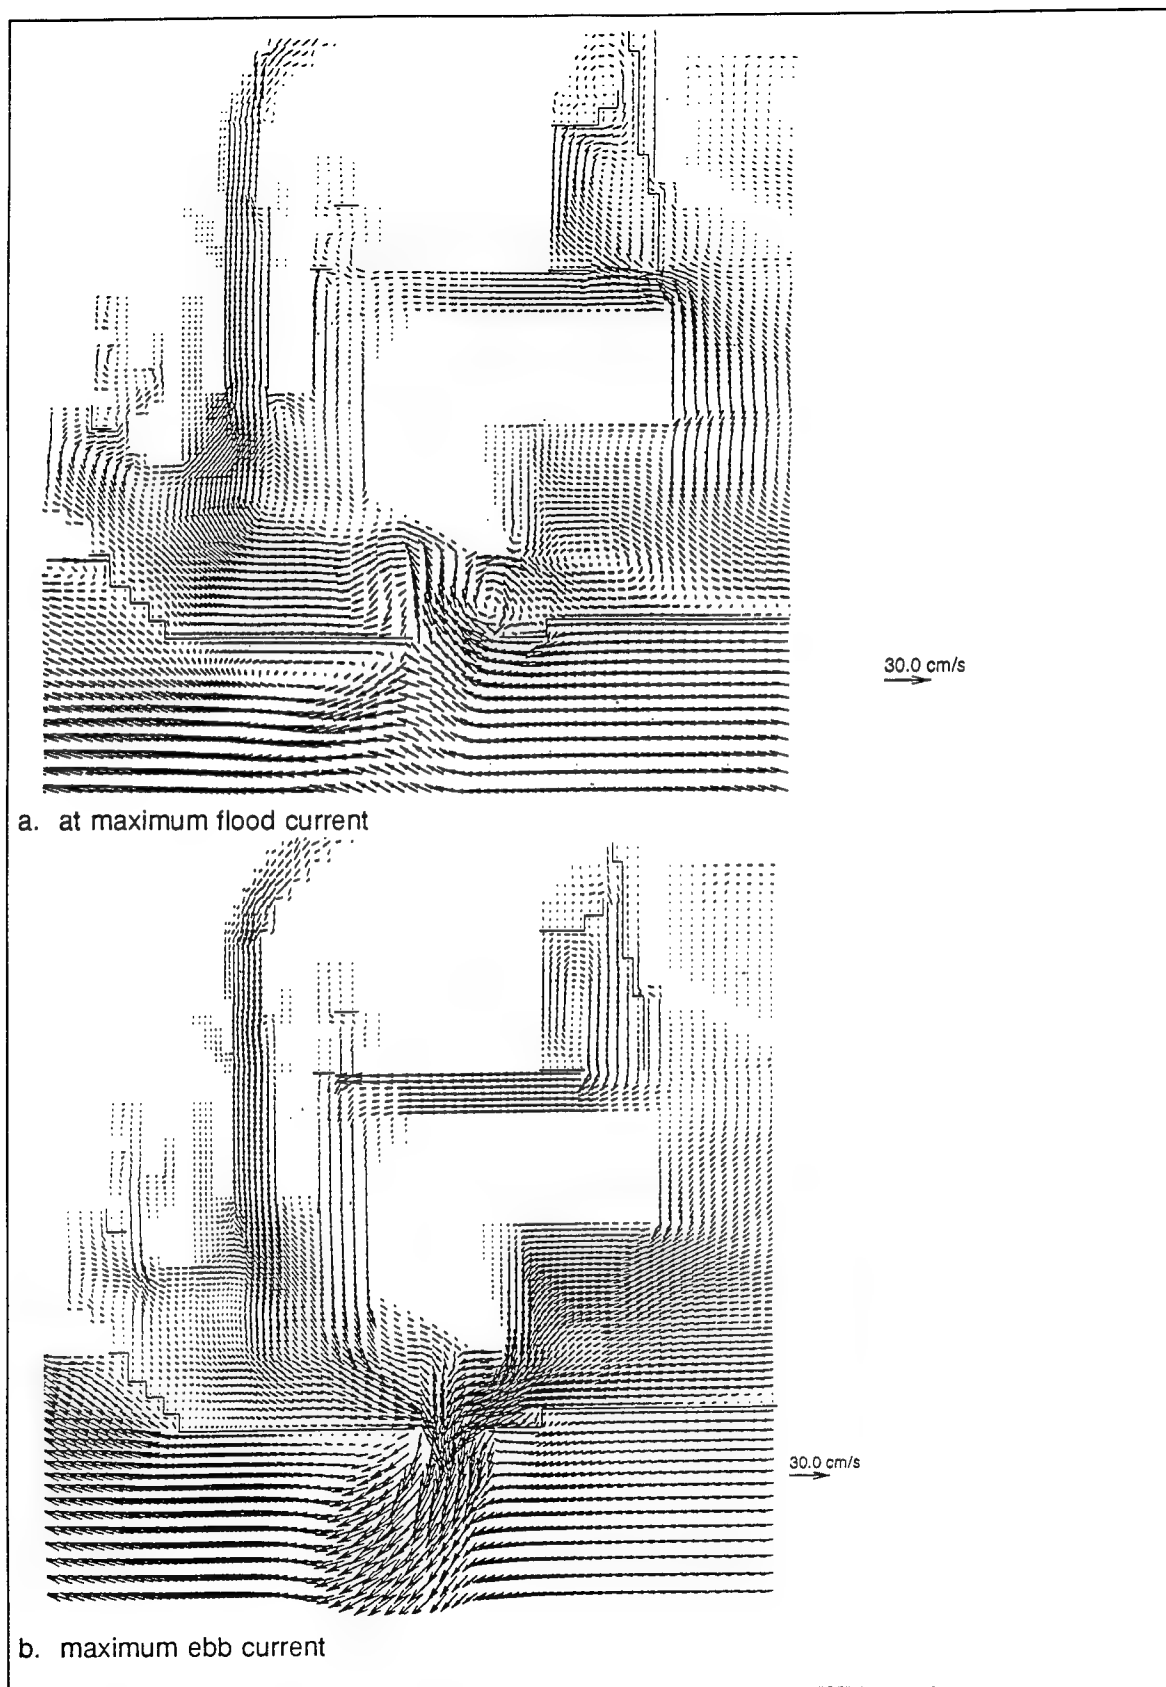 30.0 cm/s
a. at maximum flood current
30.0 cm/s
b. maximum ebb current